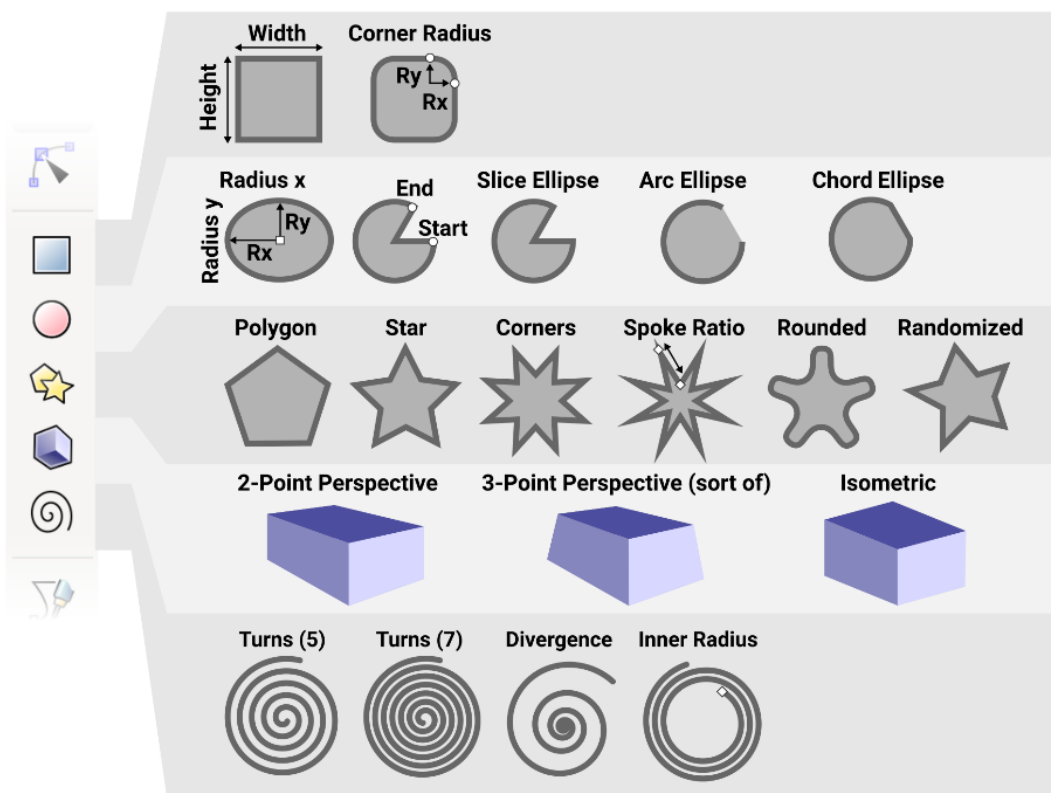 Width
Corner Radius
Height
Ry
Rx
Radius x
Radius y
Ry
Rx
End
Start
Slice Ellipse
Arc Ellipse
Chord Ellipse
Polygon
Star
Corners
Spoke Ratio
Rounded
Randomized
2-Point Perspective
3-Point Perspective (sort of)
Isometric
Turns (5)
Turns (7)
Divergence
Inner Radius